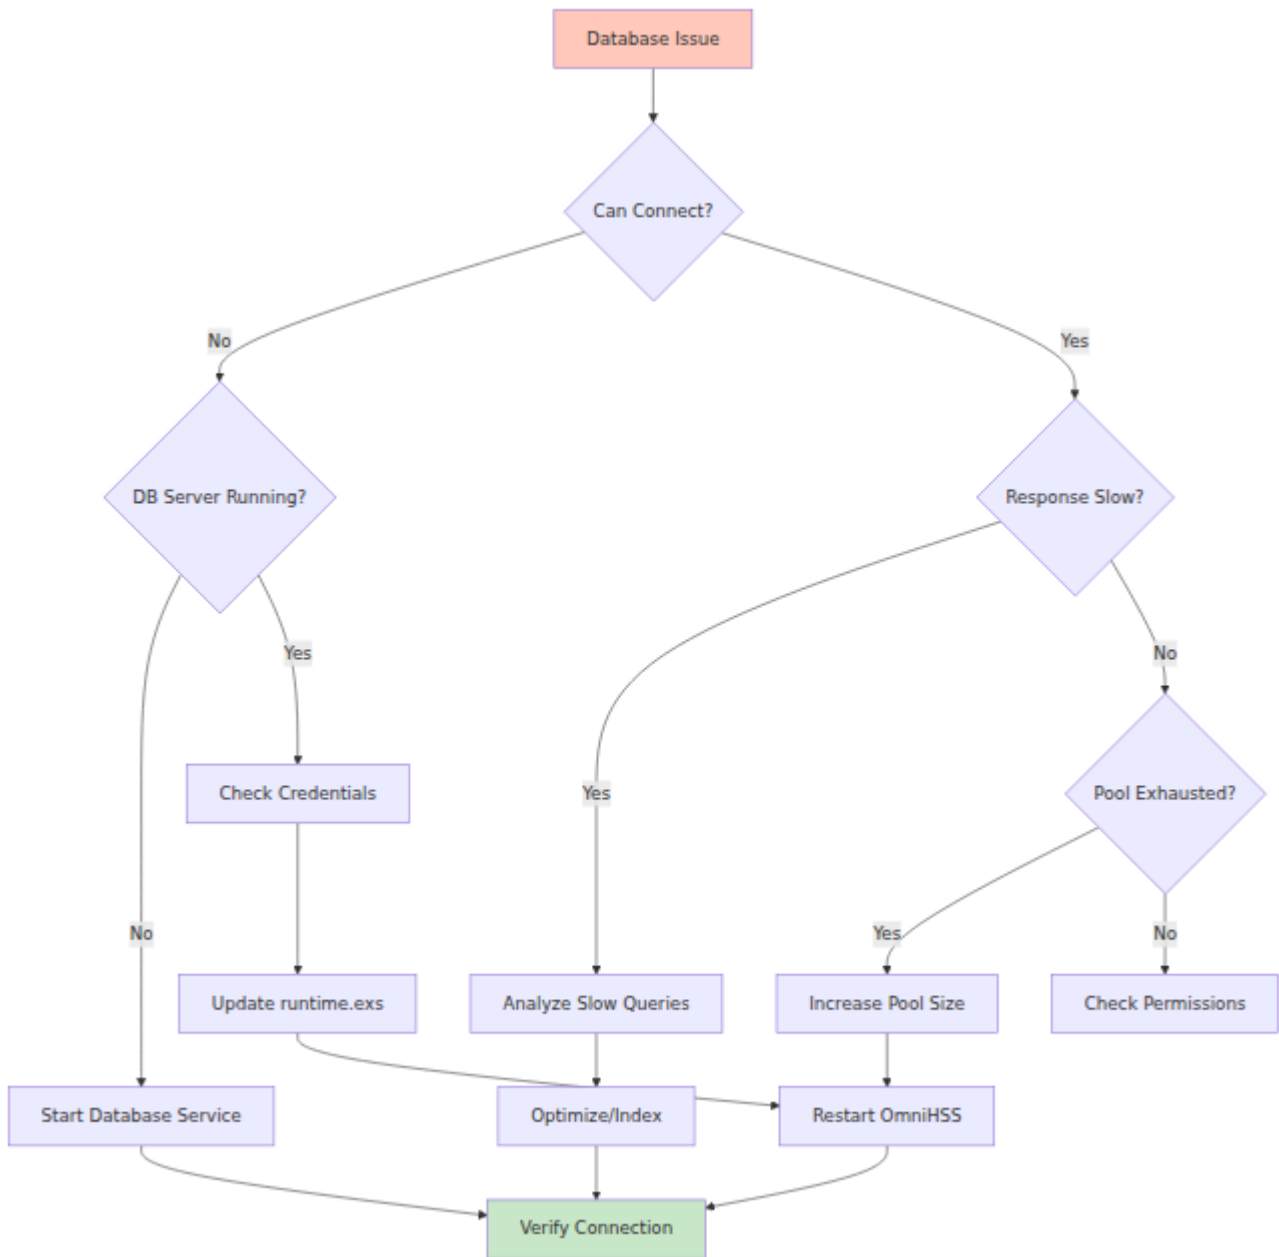 Database Issue
Can Connect?
No
Yes
DB Server Running?
Response Slow?
Yes
No
Check Credentials
Yes
Pool Exhausted?
No
Yes
No
Update runtime.exs
Analyze Slow Queries
Increase Pool Size
Check Permissions
Start Database Service
Optimize/Index
Restart OmniHSS
Verify Connection